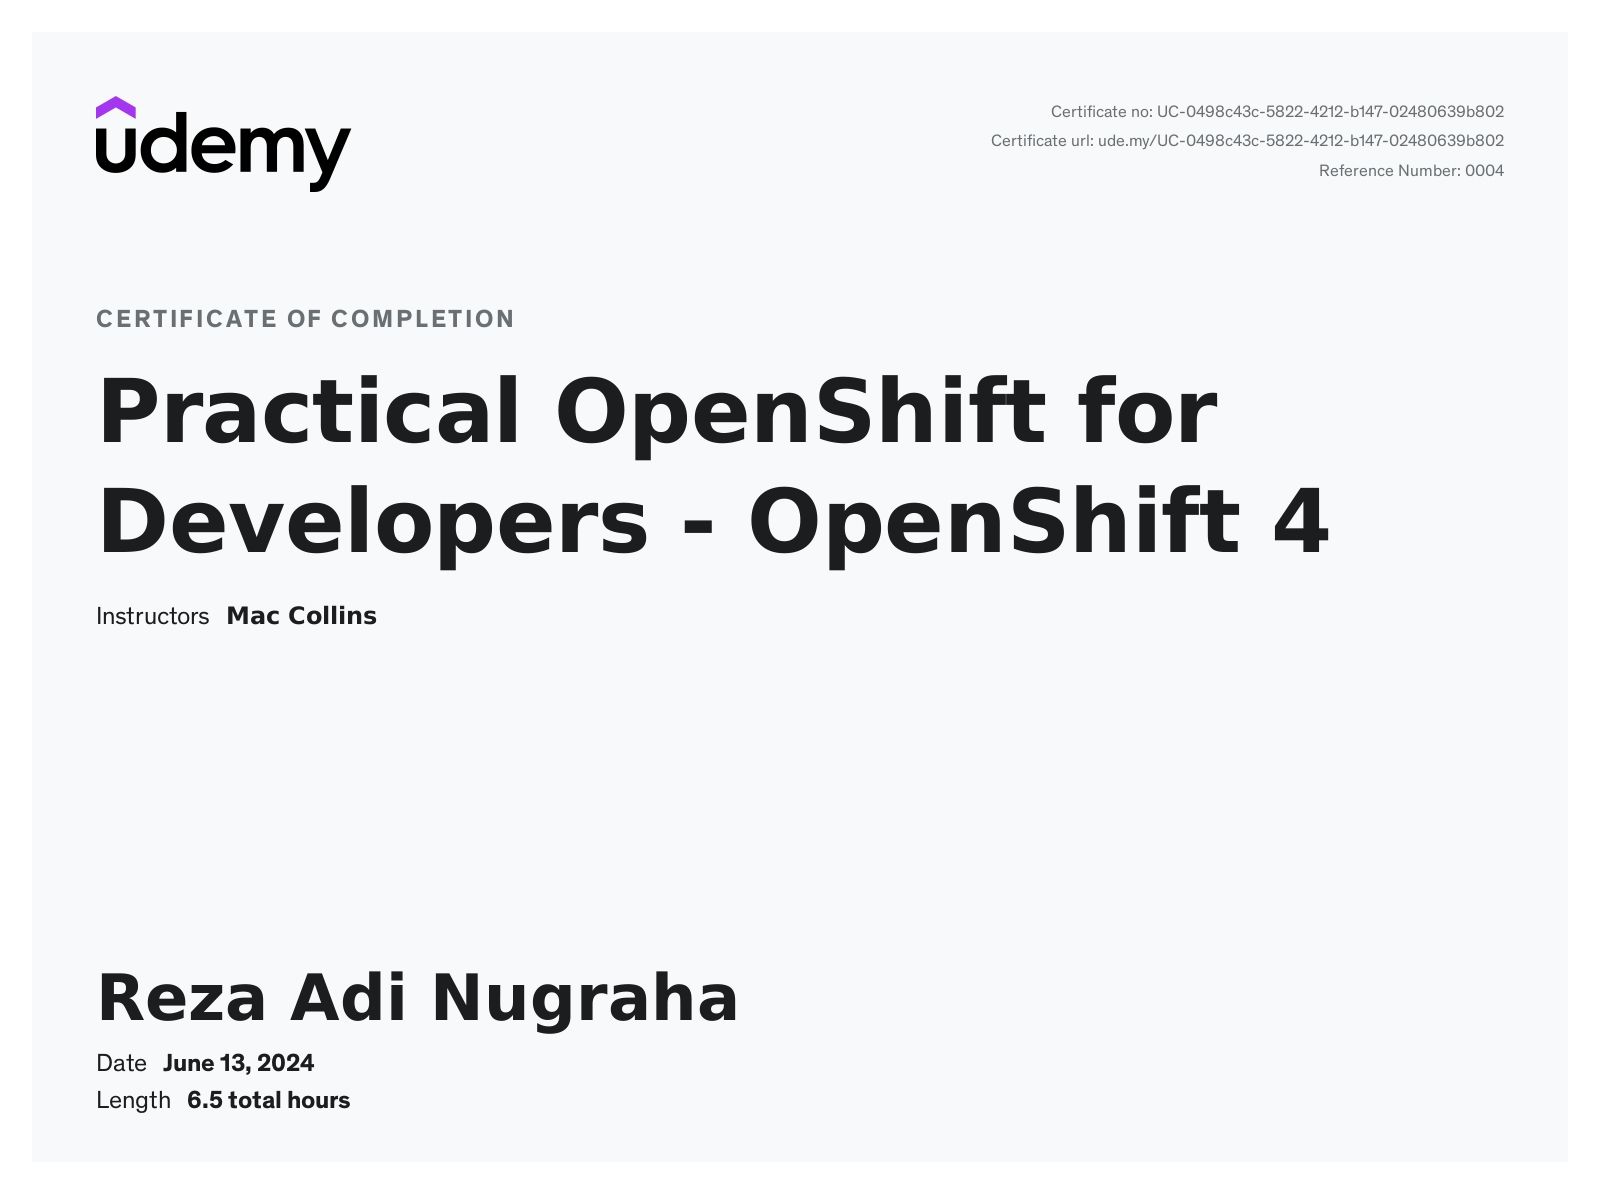 udemy
Certificate no: UC-0498c43c-5822-4212-b147-02480639b802
Certificate url: ude.my/UC-0498c43c-5822-4212-b147-02480639b802
Reference Number: 0004
CERTIFICATE OF COMPLETION
Practical OpenShift for
Developers - OpenShift 4
Instructors Mac Collins
Reza Adi Nugraha
Date June 13, 2024
Length 6.5 total hours